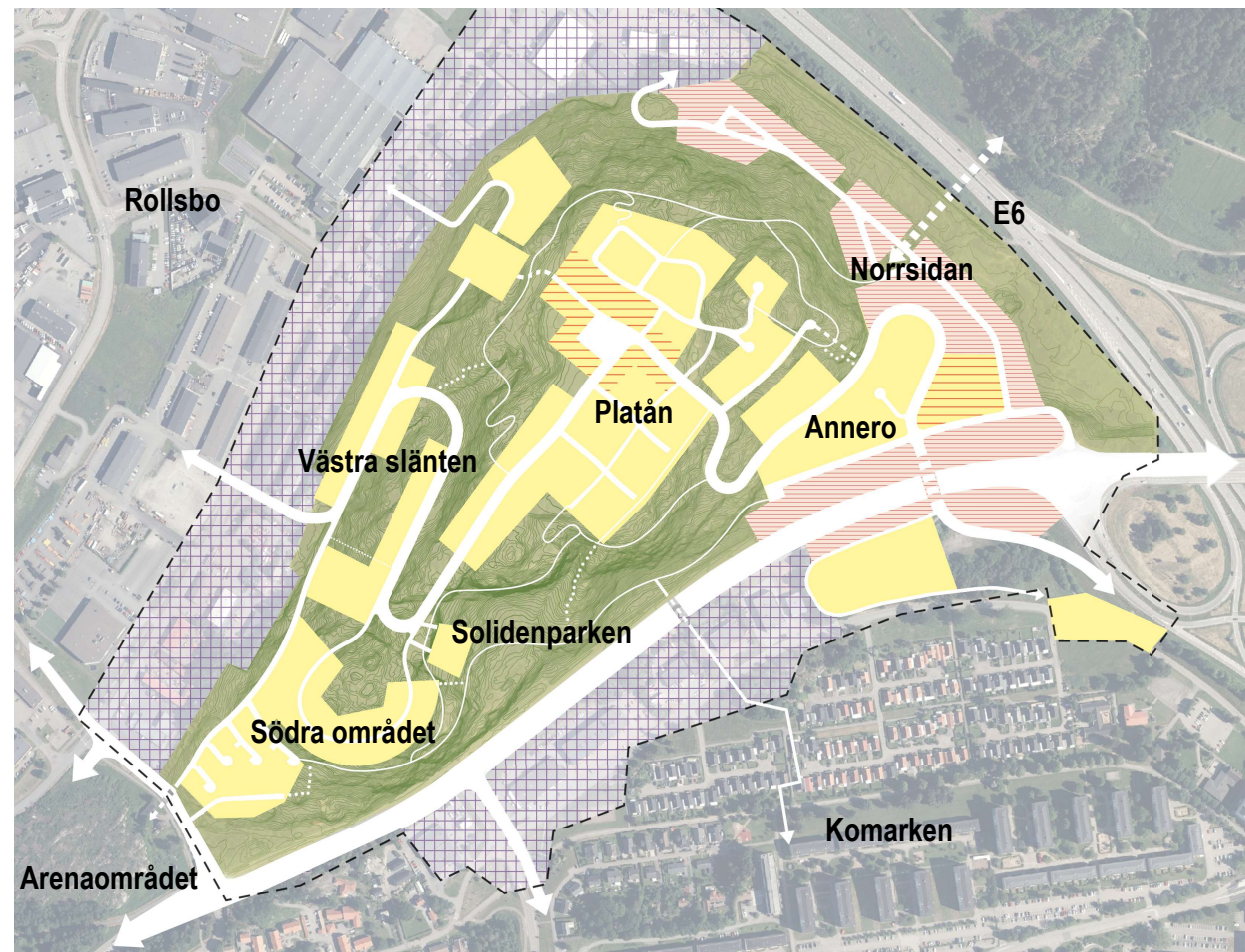 Rollsbo
E6
Norrsidan
Platån
Annero
Västra slänten
Solidenparken
Södra området
Komarken
Arenaområdet